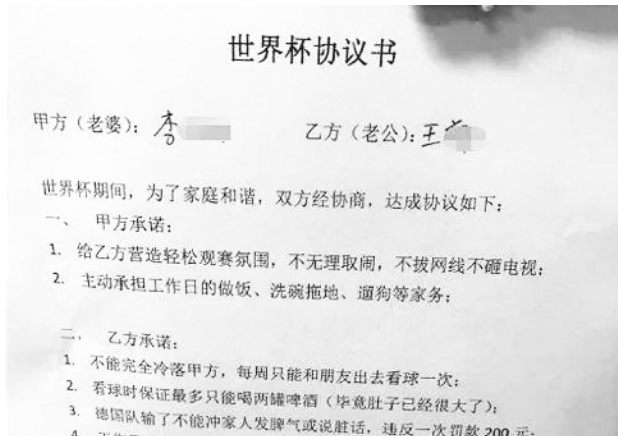 世界杯协议书
甲方（老婆）：李 乙方（老公）：王
世界杯期间，为了家庭和谐，双方经协商，达成协议如下：
一、 甲方承诺：
1. 给乙方营造轻松观赛氛围，不无理取闹，不拔网线不砸电视；
2. 主动承担工作日的做饭、洗碗拖地、遛狗等家务；
二、 乙方承诺：
1. 不能完全冷落甲方，每周只能和朋友出去看球一次；
2. 看球时保证最多只能喝两罐啤酒（毕竟肚子已经很大了）；
3. 德国队输了不能冲家人发脾气或说脏话，违反一次罚款 200 元；
4.